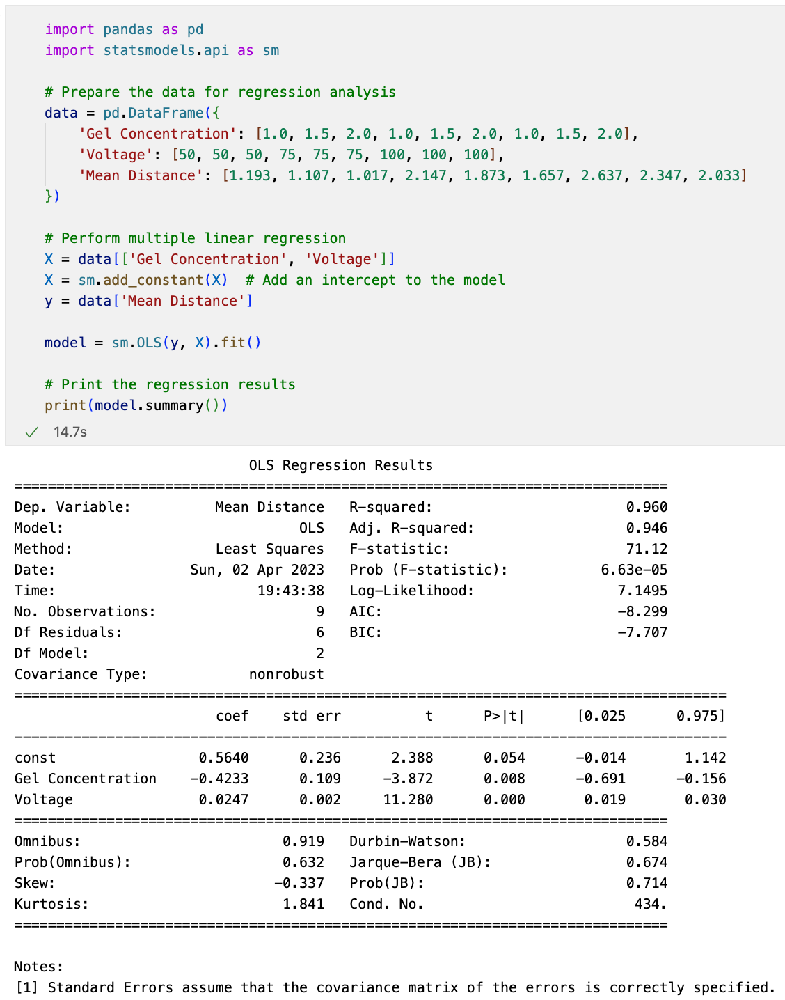 import pandas as pd
import statsmodels.api as sm
# Prepare the data for regression analysis
data = pd.DataFrame({
    'Gel Concentration': [1.0, 1.5, 2.0, 1.0, 1.5, 2.0, 1.0, 1.5, 2.0],
    'Voltage': [50, 50, 50, 75, 75, 75, 100, 100, 100],
    'Mean Distance': [1.193, 1.107, 1.017, 2.147, 1.873, 1.657, 2.637, 2.347, 2.033]
})
# Perform multiple linear regression
X = data[['Gel Concentration', 'Voltage']]
X = sm.add_constant(X)  # Add an intercept to the model
y = data['Mean Distance']
model = sm.OLS(y, X).fit()
# Print the regression results
print(model.summary())
✓ 14.7s
                            OLS Regression Results
==============================================================================
Dep. Variable:          Mean Distance   R-squared:                       0.960
Model:                            OLS   Adj. R-squared:                  0.946
Method:                 Least Squares   F-statistic:                     71.12
Date:                Sun, 02 Apr 2023   Prob (F-statistic):           6.63e-05
Time:                        19:43:38   Log-Likelihood:                 7.1495
No. Observations:                   9   AIC:                            -8.299
Df Residuals:                       6   BIC:                            -7.707
Df Model:                           2
Covariance Type:            nonrobust
=====================================================================================
                        coef    std err          t      P>|t|      [0.025      0.975]
-------------------------------------------------------------------------------------
const                 0.5640      0.236      2.388      0.054      -0.014       1.142
Gel Concentration    -0.4233      0.109     -3.872      0.008      -0.691      -0.156
Voltage               0.0247      0.002     11.280      0.000       0.019       0.030
==============================================================================
Omnibus:                        0.919   Durbin-Watson:                   0.584
Prob(Omnibus):                  0.632   Jarque-Bera (JB):                0.674
Skew:                          -0.337   Prob(JB):                        0.714
Kurtosis:                       1.841   Cond. No.                         434.
==============================================================================
Notes:
[1] Standard Errors assume that the covariance matrix of the errors is correctly specified.